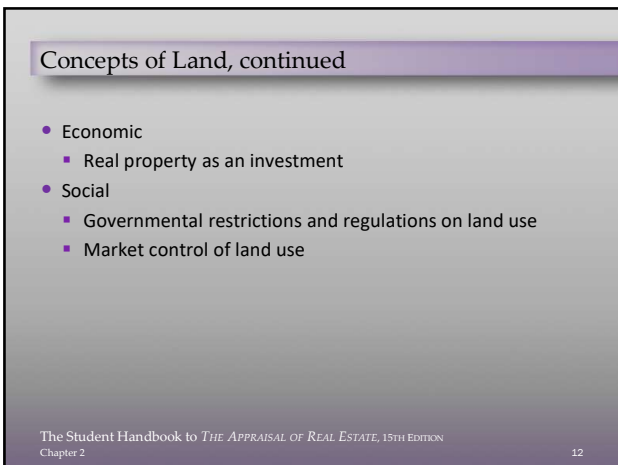 Concepts of Land, continued
• Economic
▪ Real property as an investment
• Social
▪ Governmental restrictions and regulations on land use
▪ Market control of land use
The Student Handbook to THE APPRAISAL OF REAL ESTATE, 15TH EDITION
Chapter 2
12